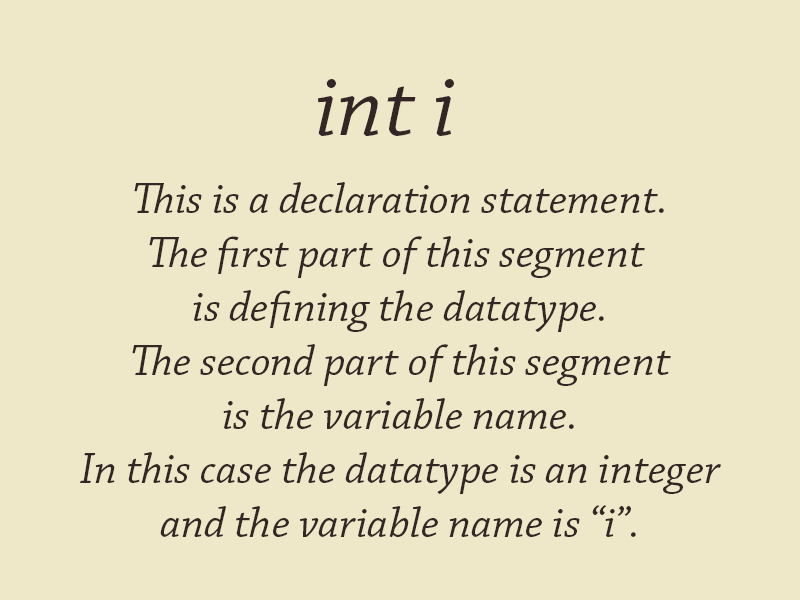 int i
This is a declaration statement.
The first part of this segment
is defining the datatype.
The second part of this segment
is the variable name.
In this case the datatype is an integer
and the variable name is “i”.